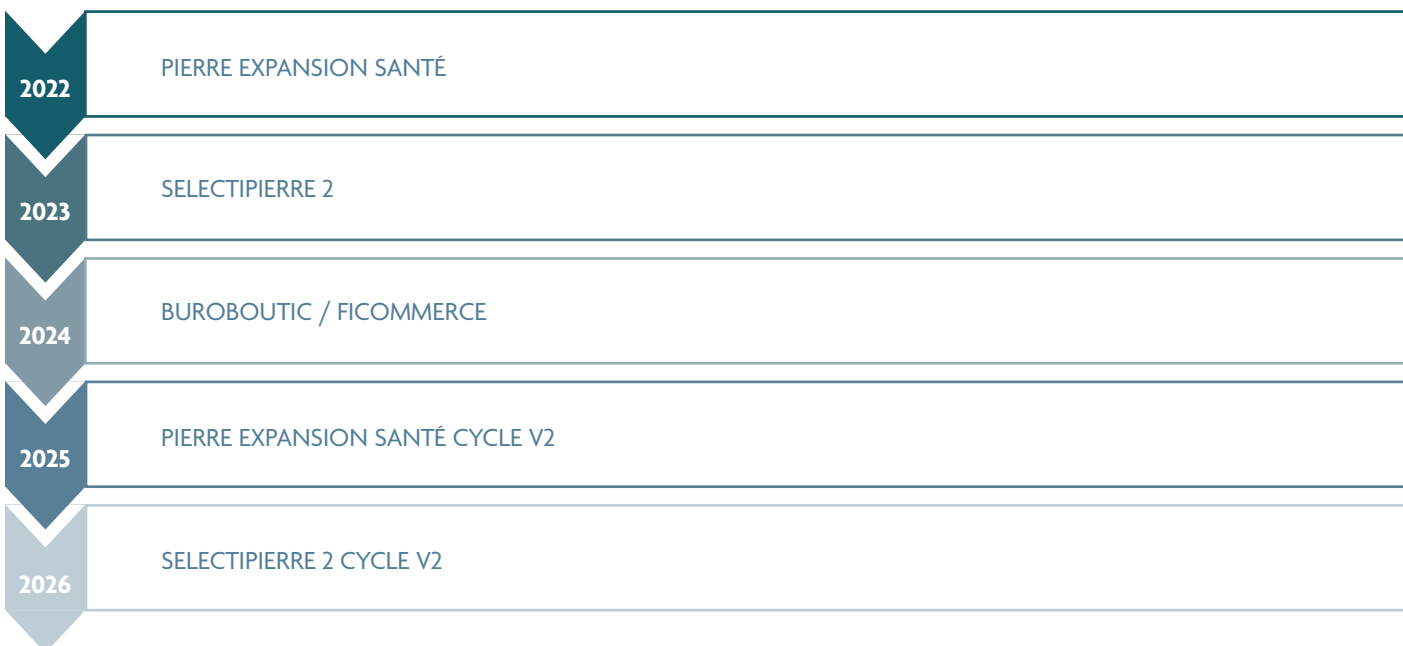 2022
PIERRE EXPANSION SANTÉ
2023
SELECTIPIERRE 2
2024
BUROBOUTIC / FICOMMERCE
2025
PIERRE EXPANSION SANTÉ CYCLE V2
2026
SELECTIPIERRE 2 CYCLE V2